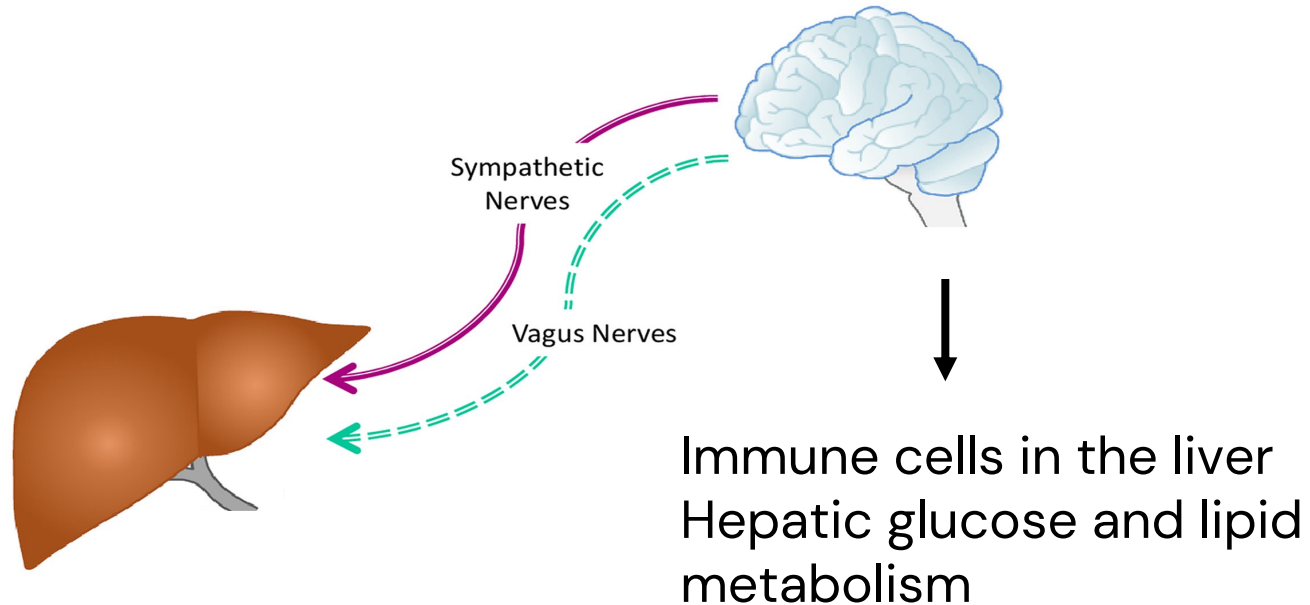 Sympathetic
Nerves
Vagus Nerves
Immune cells in the liver
Hepatic glucose and lipid
metabolism